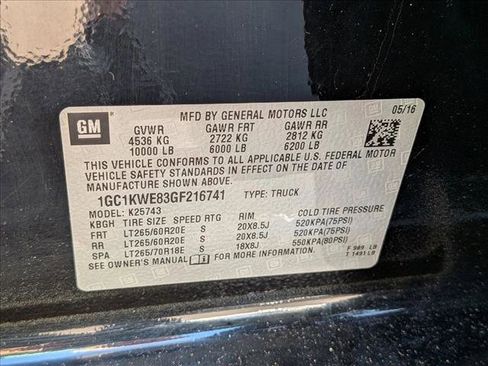 MFD BY GENERAL MOTORS LLC 05/16
GM
GVWR GAWR FRT GAWR RR
4536 KG 2722 KG 2812 KG
10000 LB 6000 LB 6200 LB
THIS VEHICLE CONFORMS TO ALL APPLICABLE U.S. FEDERAL MOTOR
VEHICLE SAFETY STANDARDS IN EFFECT ON THE DATE OF
MANUFACTURE SHOWN ABOVE.
1GC1KWE83GF216741 TYPE: TRUCK
MODEL: K25743
KBGH TIRE SIZE SPEED RTG RIM COLD TIRE PRESSURE
FRT LT265/60R20E S 20X8.5J 520KPA(75PSI)
RR LT265/60R20E S 20X8.5J 520KPA(75PSI)
SPA LT265/70R18E S 18X8J 550KPA(80PSI)
SEE OWNER'S MANUAL FOR MORE INFORMATION.
F 989 LB
T 1491 LB